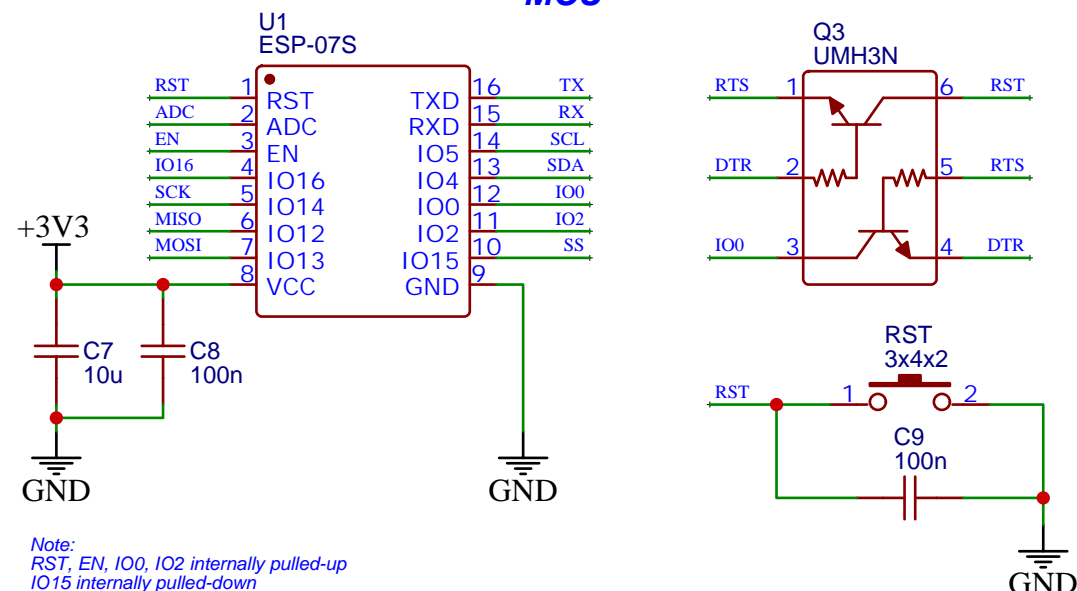 MCU
U1
ESP-07S
RST 1 RST TXD 16 TX
ADC 2 ADC RXD 15 RX
EN 3 EN IO5 14 SCL
IO16 4 IO16 IO4 13 SDA
SCK 5 IO14 IO0 12 IO0
MISO 6 IO12 IO2 11 IO2
MOSI 7 IO13 IO15 10 SS
8 VCC GND 9
+3V3
C7
10u
C8
100n
GND
GND
Note:
RST, EN, IO0, IO2 internally pulled-up
IO15 internally pulled-down
Q3
UMH3N
RTS 1 6 RST
DTR 2 5 RTS
IO0 3 4 DTR
RST
3x4x2
RST 1 2
C9
100n
GND